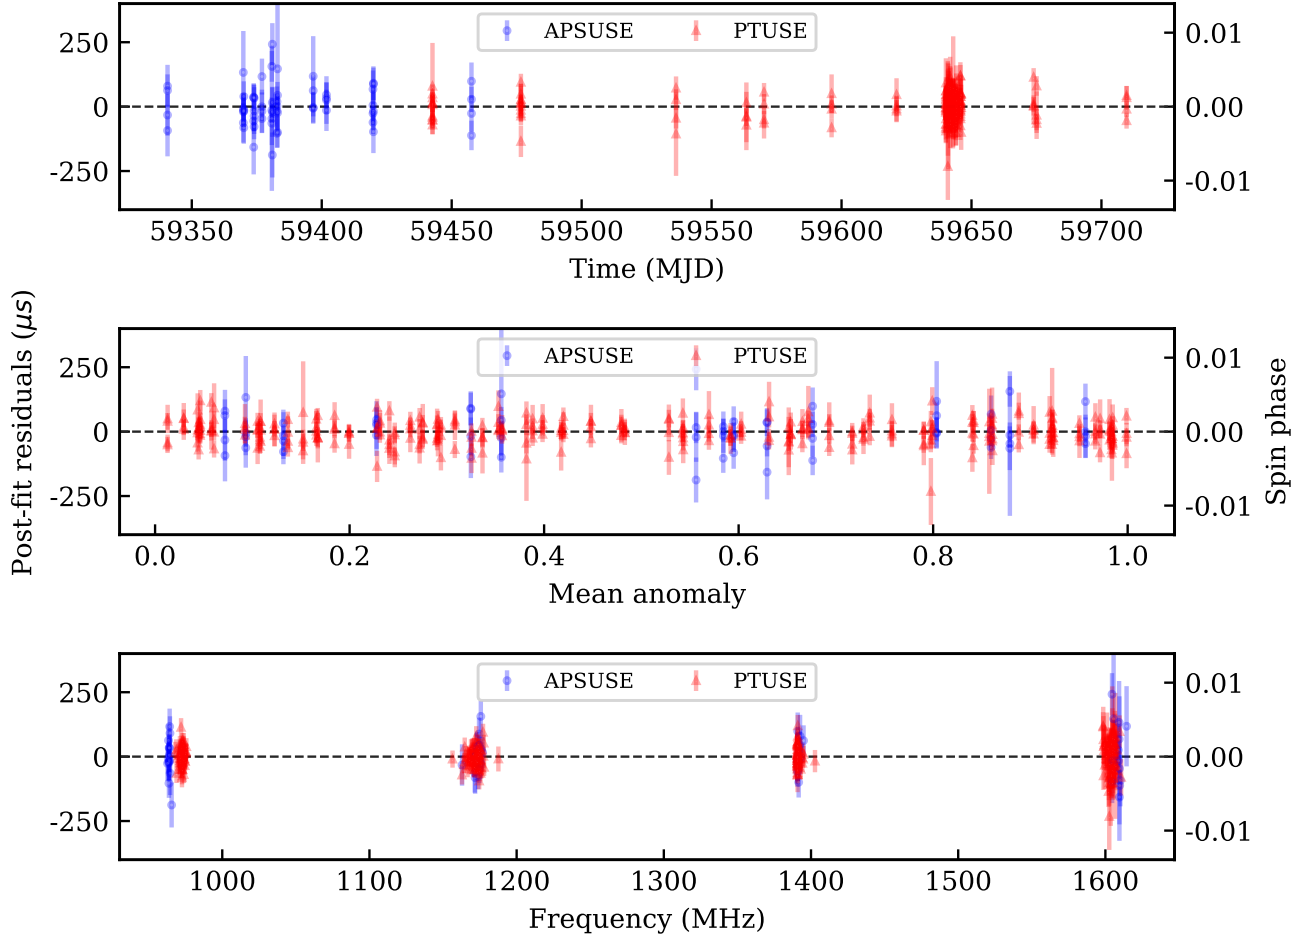 APSUSE PTUSE
250
0
-250
0.01
0.00
-0.01
59350 59400 59450 59500 59550 59600 59650 59700
Time (MJD)
Post-fit residuals (μs)
Spin phase
APSUSE PTUSE
250
0
-250
0.01
0.00
-0.01
0.0 0.2 0.4 0.6 0.8 1.0
Mean anomaly
APSUSE PTUSE
250
0
-250
0.01
0.00
-0.01
1000 1100 1200 1300 1400 1500 1600
Frequency (MHz)